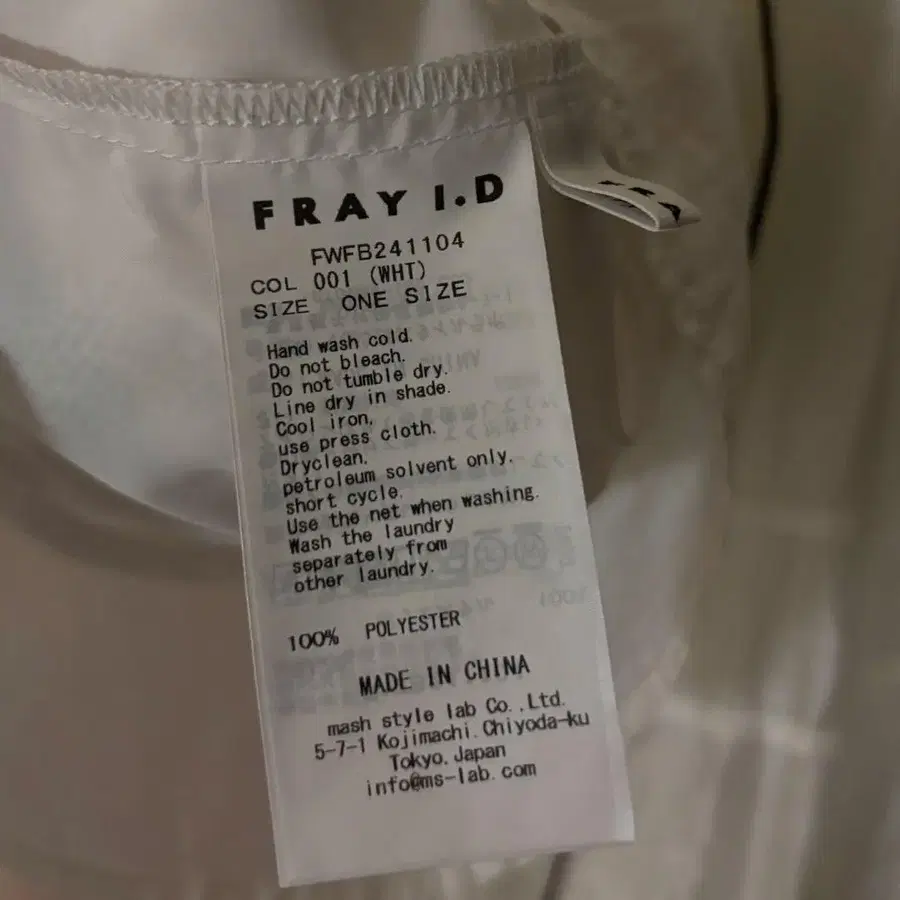 FRAY I.D
FWFB241104
COL 001 (WHT)
SIZE ONE SIZE
Hand wash cold.
Do not bleach.
Do not tumble dry.
Line dry in shade.
Cool iron,
use press cloth.
Dryclean,
petroleum solvent only.
short cycle.
Use the net when washing.
Wash the laundry
separately from
other laundry.
100% POLYESTER
MADE IN CHINA
mash style lab Co.,Ltd.
5-7-1 Kojimachi.Chiyoda-ku
Tokyo.Japan
info@ms-lab.com